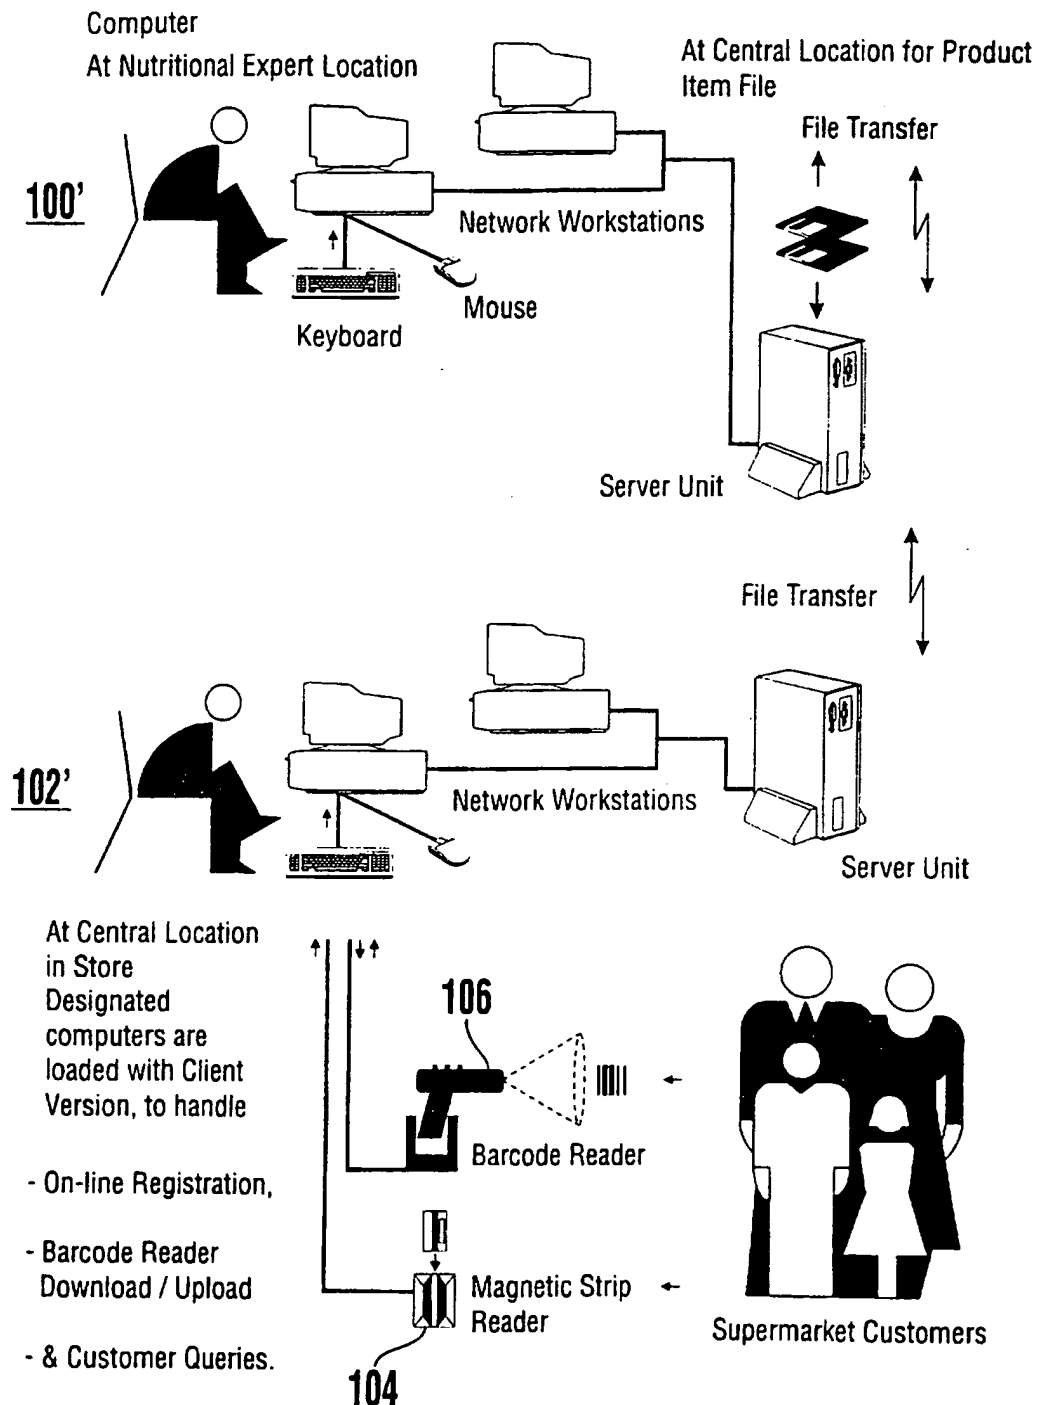 Computer
At Nutritional Expert Location
At Central Location for Product
Item File
File Transfer
100'
Network Workstations
Mouse
Keyboard
Server Unit
File Transfer
102'
Network Workstations
Server Unit
At Central Location
in Store
Designated
computers are
loaded with Client
Version, to handle
- On-line Registration,
- Barcode Reader
Download / Upload
- & Customer Queries.
106
Barcode Reader
Magnetic Strip
Reader
104
Supermarket Customers